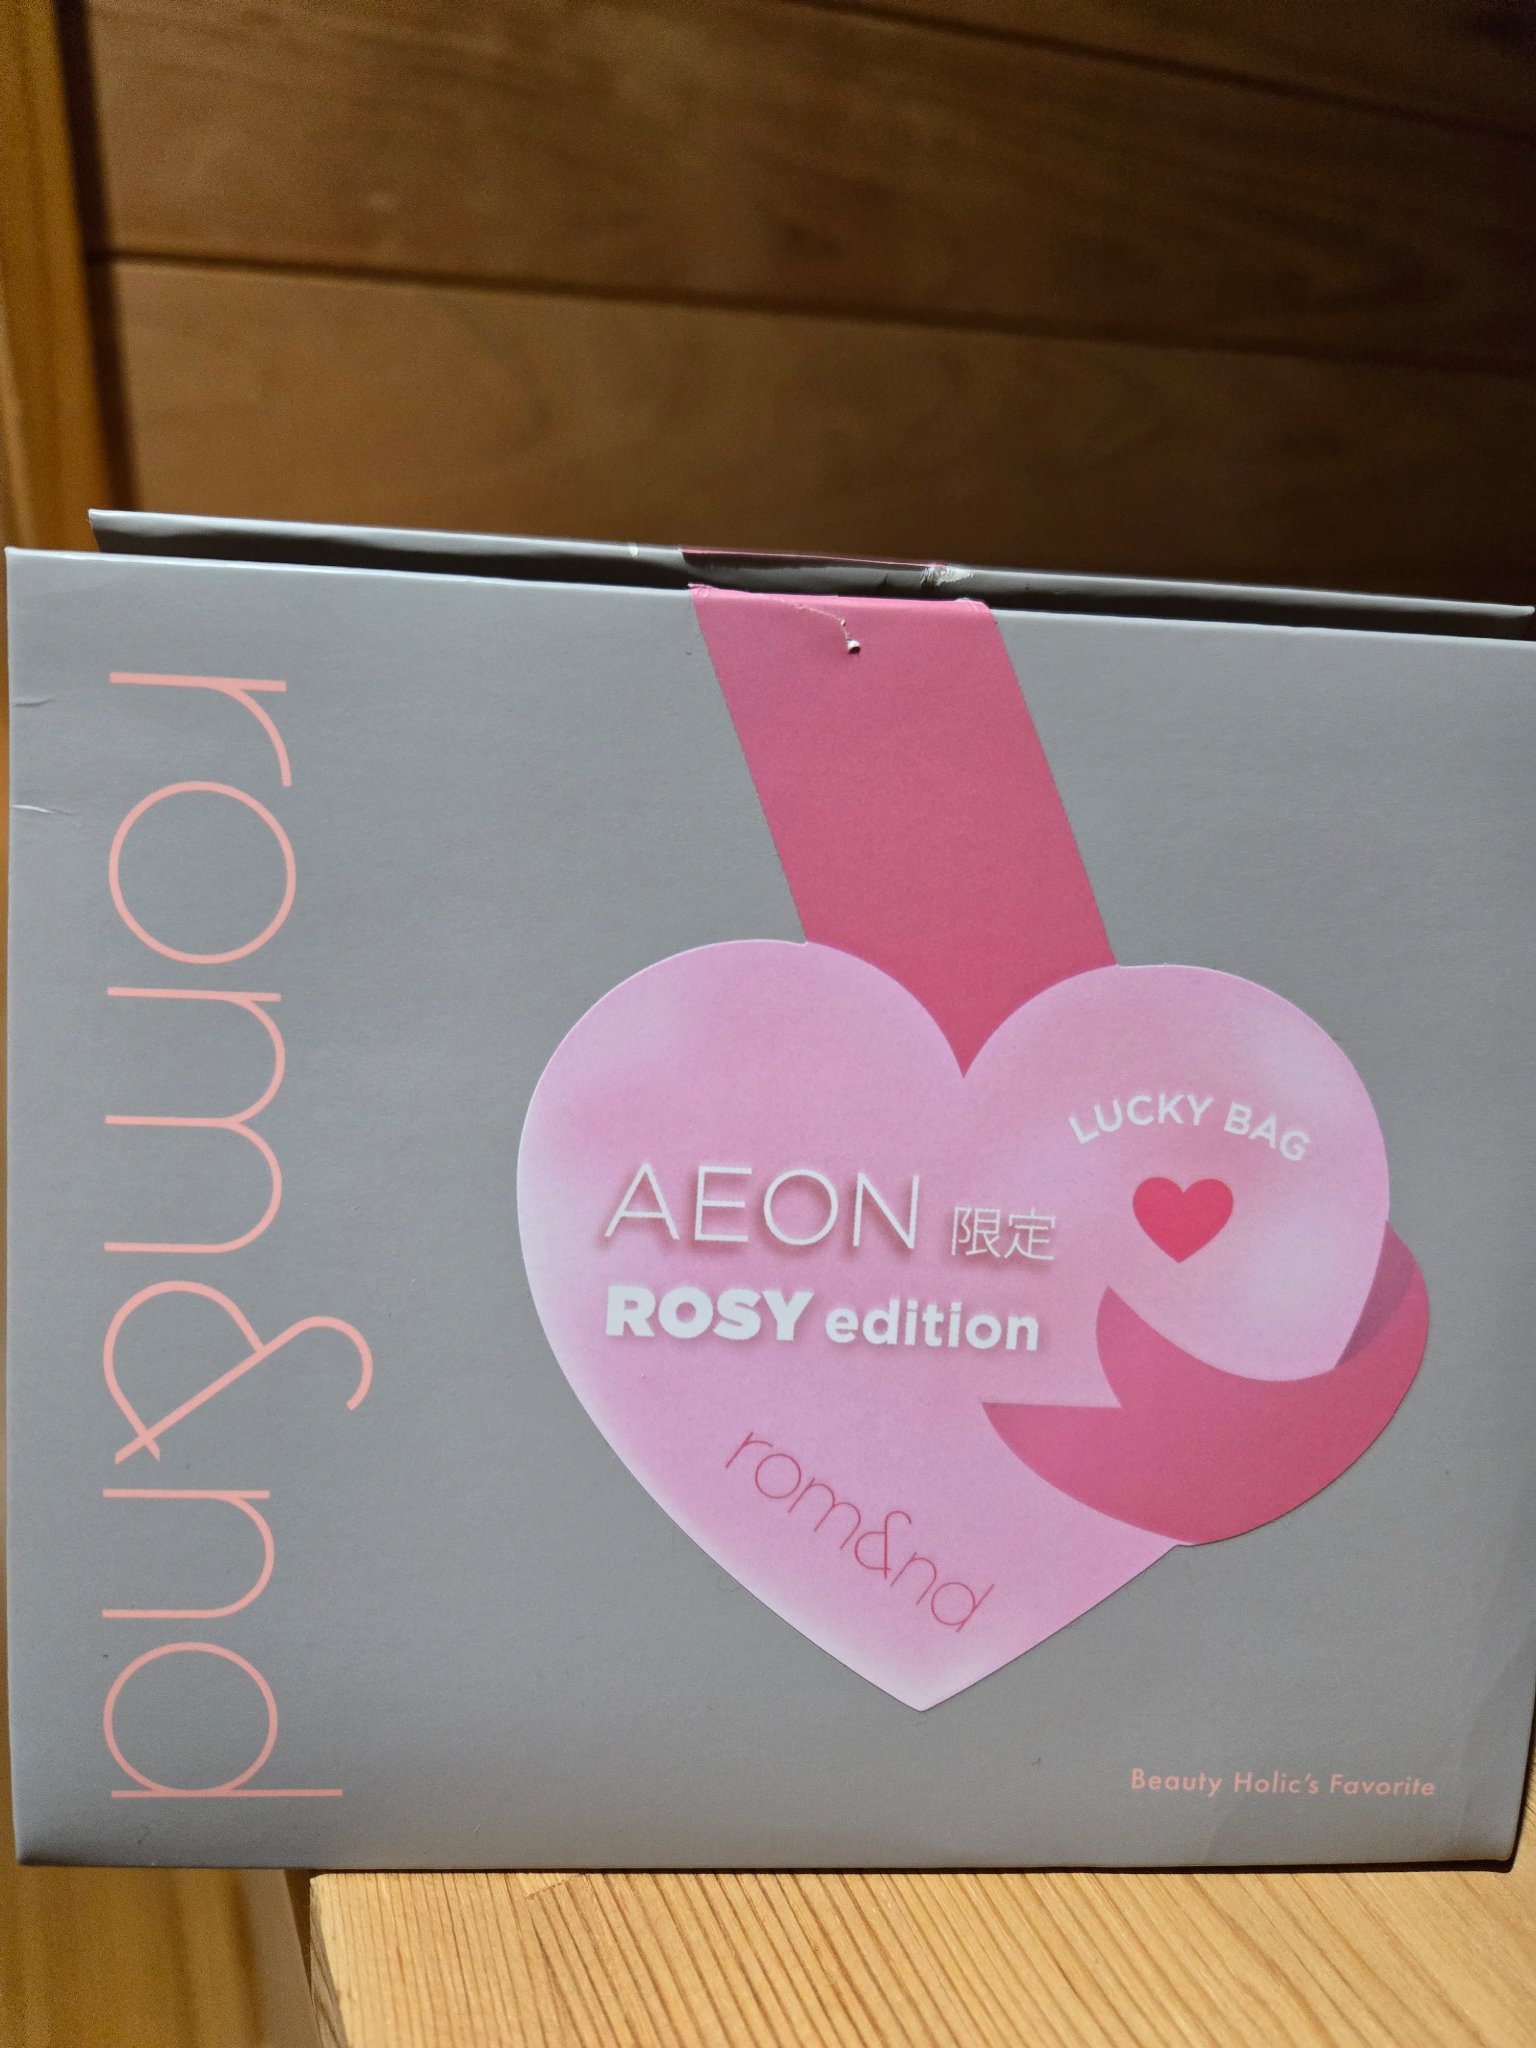 rom&nd
LUCKY BAG
AEON 限定
ROSY edition
rom&nd
Beauty Holic's Favorite